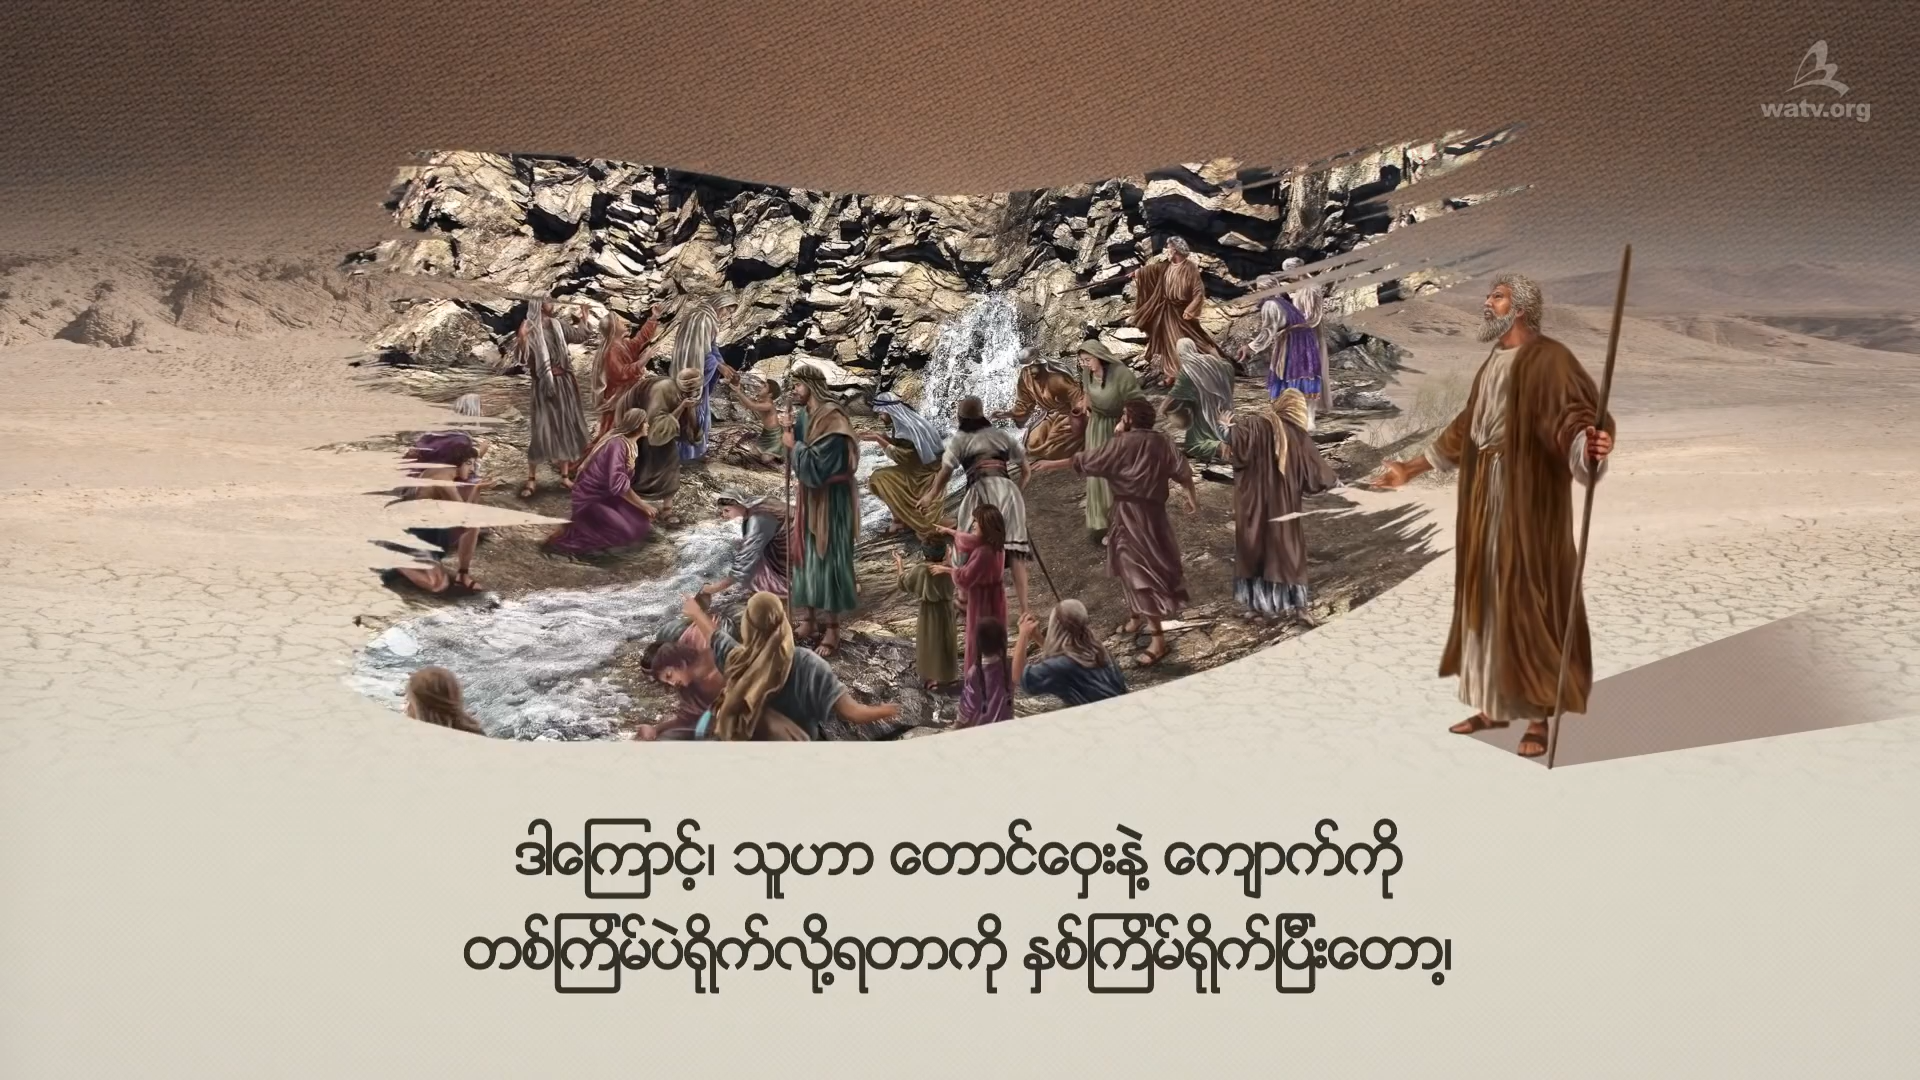 watv.org
ဒါကြောင့်၊ သူဟာ တောင်ဝှေးနဲ့ ကျောက်ကို
တစ်ကြိမ်ပဲရိုက်လို့ရတာကို နှစ်ကြိမ်ရိုက်ပြီးတော့၊